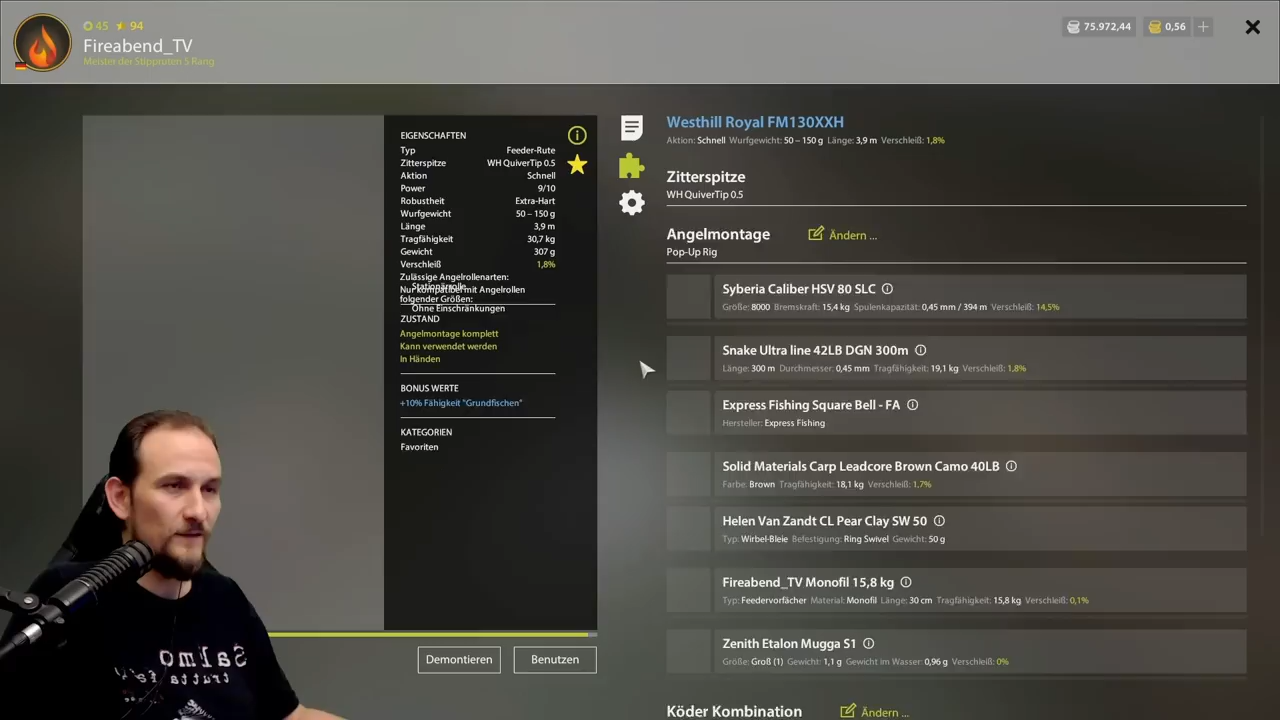 45 94
Fireabend_TV
Meister der Stippruten 5 Rang
75.972,44
0,56
EIGENSCHAFTEN
Typ Feeder-Rute
Zitterspitze WH QuiverTip 0.5
Aktion Schnell
Power 9/10
Robustheit Extra-Hart
Wurfgewicht 50 – 150 g
Länge 3,9 m
Tragfähigkeit 30,7 kg
Gewicht 307 g
Verschleiß 1,8%
Zulässige Angelrollenarten:
Stationärrolle
Nur kompatibel mit Angelrollen
folgender Größen:
Ohne Einschränkungen
ZUSTAND
Angelmontage komplett
Kann verwendet werden
In Händen
BONUS WERTE
+10% Fähigkeit "Grundfischen"
KATEGORIEN
Favoriten
Demontieren
Benutzen
Westhill Royal FM130XXH
Aktion: Schnell Wurfgewicht: 50 – 150 g Länge: 3,9 m Verschleiß: 1,8%
Zitterspitze
WH QuiverTip 0.5
Angelmontage Ändern ...
Pop-Up Rig
Syberia Caliber HSV 80 SLC
Größe: 8000 Bremskraft: 15,4 kg Spulenkapazität: 0,45 mm / 394 m Verschleiß: 14,5%
Snake Ultra line 42LB DGN 300m
Länge: 300 m Durchmesser: 0,45 mm Tragfähigkeit: 19,1 kg Verschleiß: 1,8%
Express Fishing Square Bell - FA
Hersteller: Express Fishing
Solid Materials Carp Leadcore Brown Camo 40LB
Farbe: Brown Tragfähigkeit: 18,1 kg Verschleiß: 1,7%
Helen Van Zandt CL Pear Clay SW 50
Typ: Wirbel-Bleie Befestigung: Ring Swivel Gewicht: 50 g
Fireabend_TV Monofil 15,8 kg
Typ: Feedervorfächer Material: Monofil Länge: 30 cm Tragfähigkeit: 15,8 kg Verschleiß: 0,1%
Zenith Etalon Mugga S1
Größe: Groß (1) Gewicht: 1,1 g Gewicht im Wasser: 0,96 g Verschleiß: 0%
Köder Kombination Ändern ...
Salmo
trutta